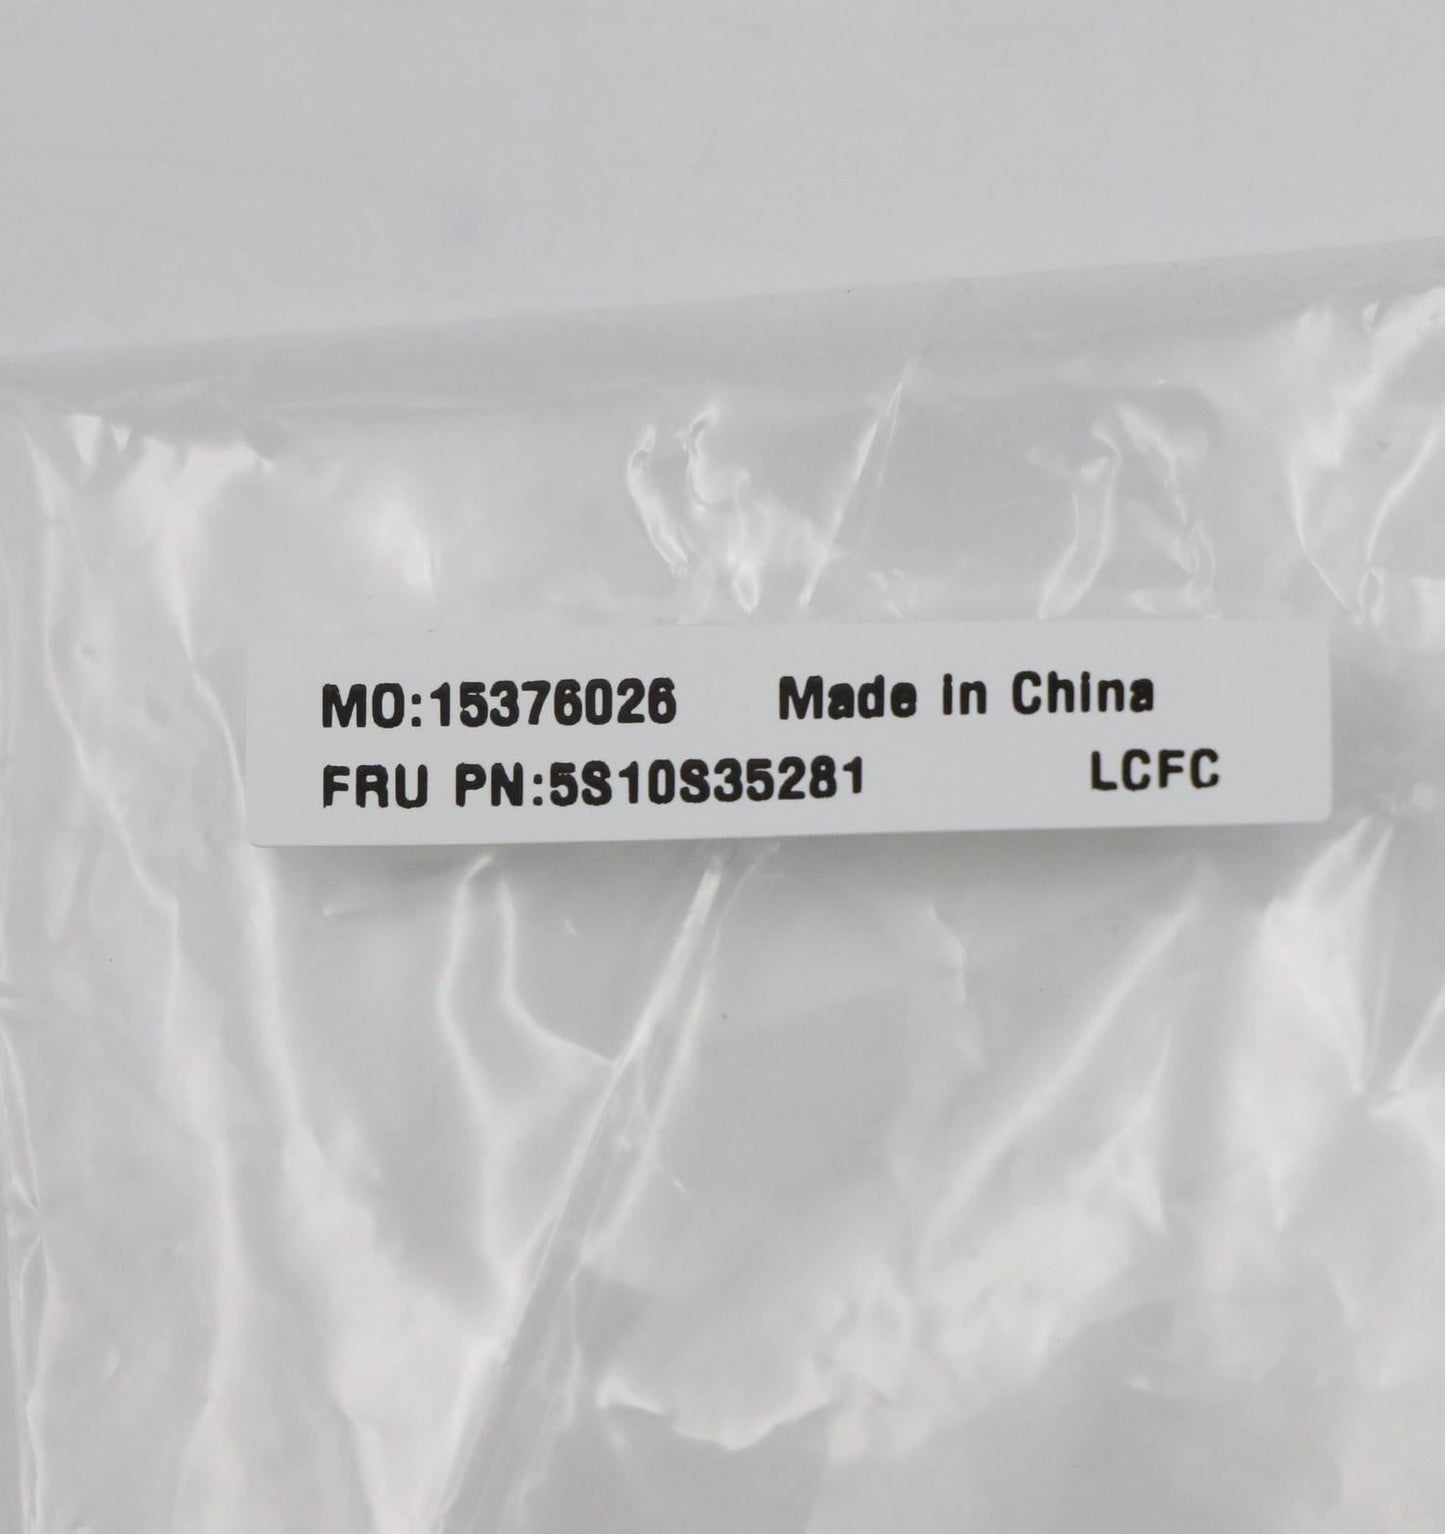 MO:15376026 Made in China
FRU PN:5S10S35281 LCFC